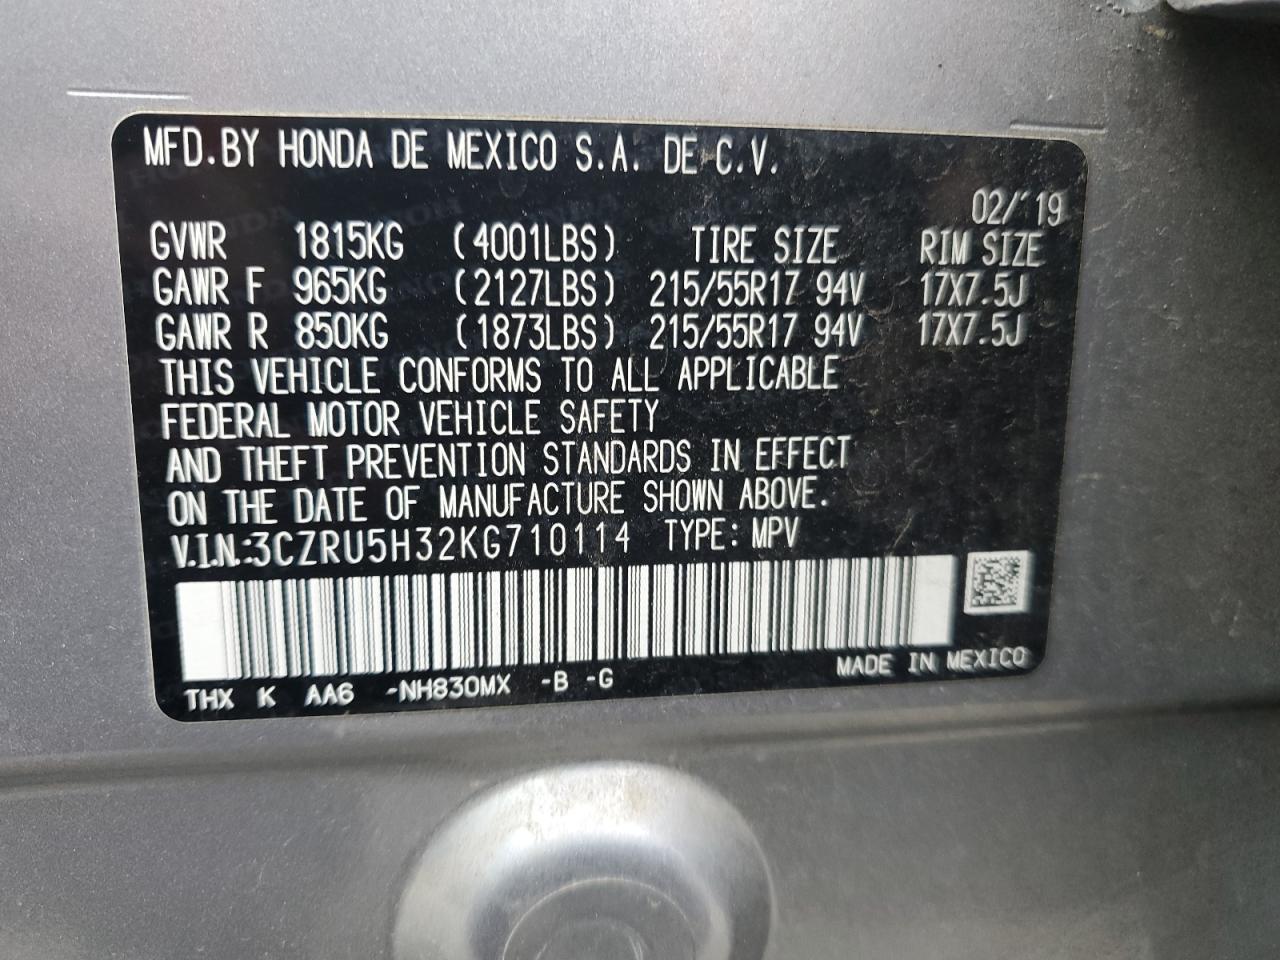 MFD.BY HONDA DE MEXICO S.A. DE C.V.
02/'19
GVWR 1815KG (4001LBS) TIRE SIZE RIM SIZE
GAWR F 965KG (2127LBS) 215/55R17 94V 17X7.5J
GAWR R 850KG (1873LBS) 215/55R17 94V 17X7.5J
THIS VEHICLE CONFORMS TO ALL APPLICABLE
FEDERAL MOTOR VEHICLE SAFETY
AND THEFT PREVENTION STANDARDS IN EFFECT
ON THE DATE OF MANUFACTURE SHOWN ABOVE.
V.I.N.:3CZRU5H32KG710114 TYPE: MPV
THX K AA6 -NH830MX -B -G MADE IN MEXICO